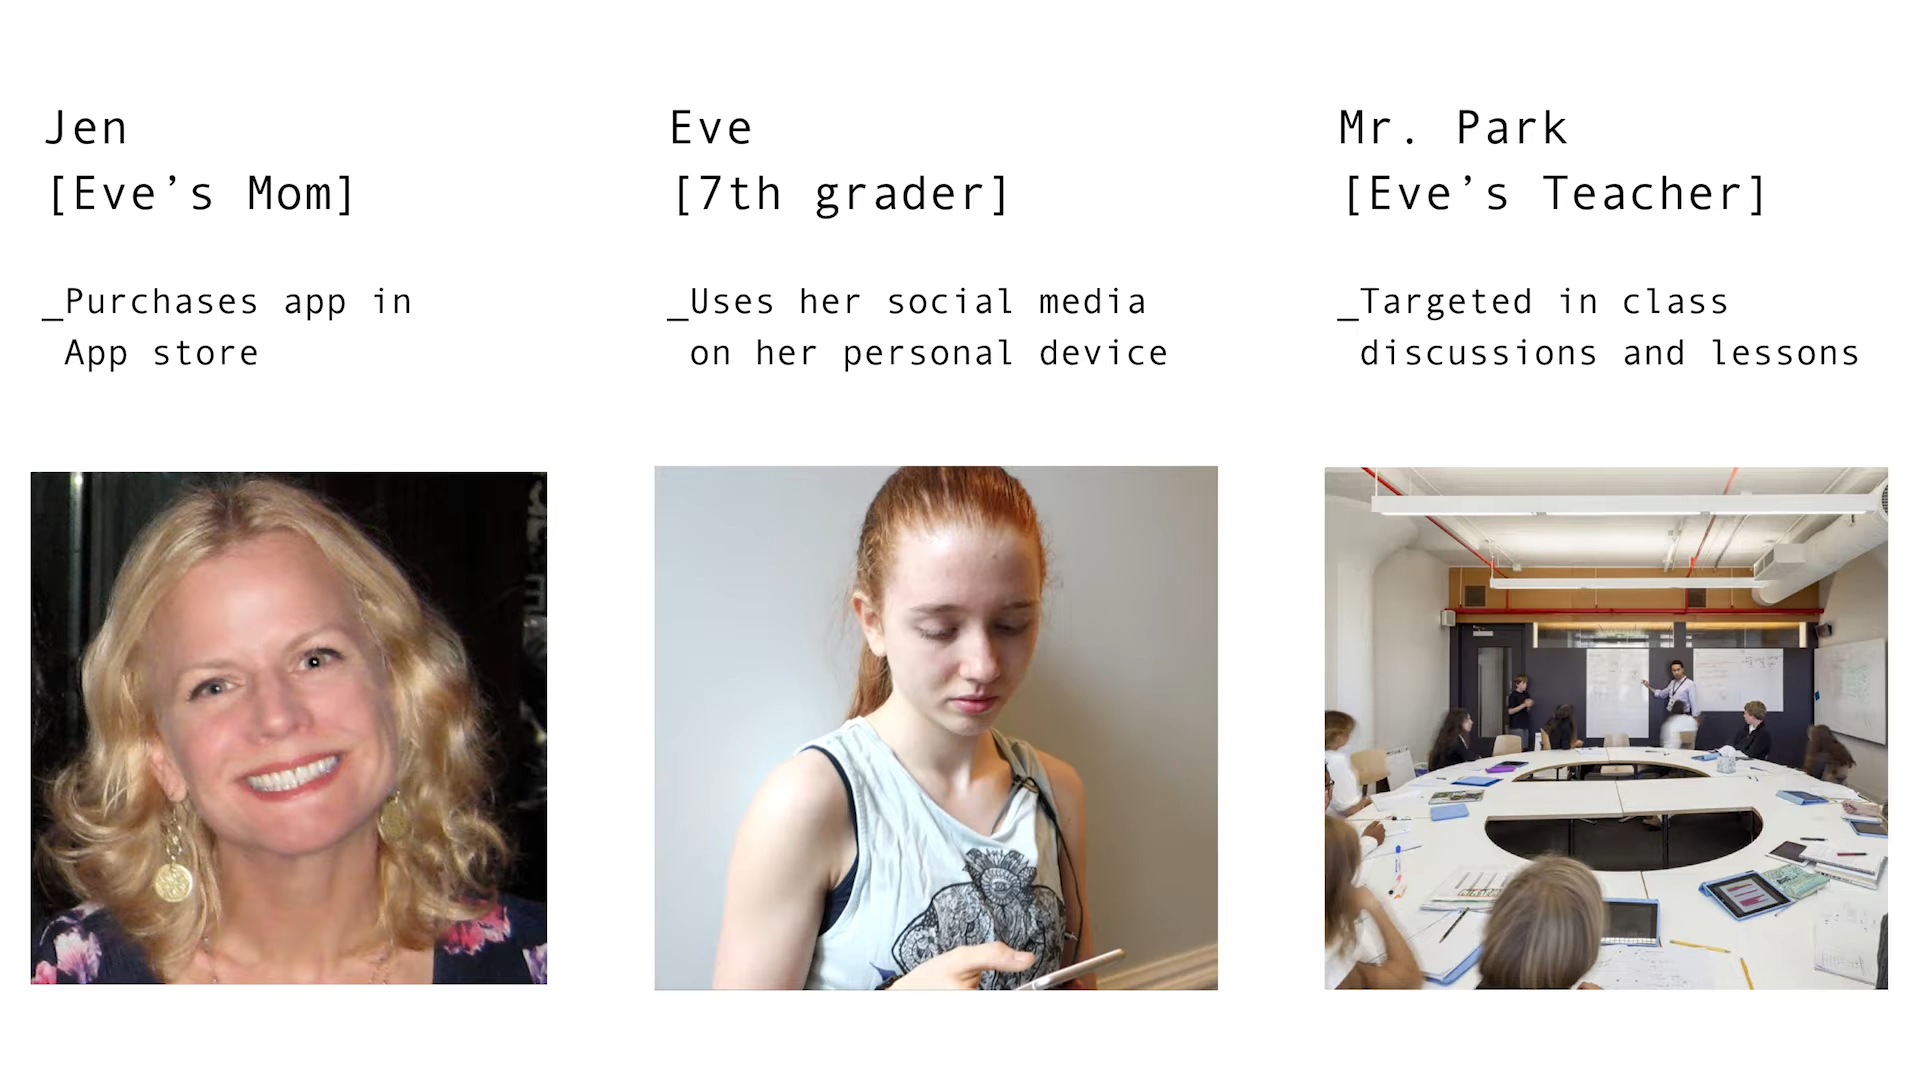 Jen
[Eve’s Mom]
_Purchases app in
App store
Eve
[7th grader]
_Uses her social media
on her personal device
Mr. Park
[Eve’s Teacher]
_Targeted in class
discussions and lessons